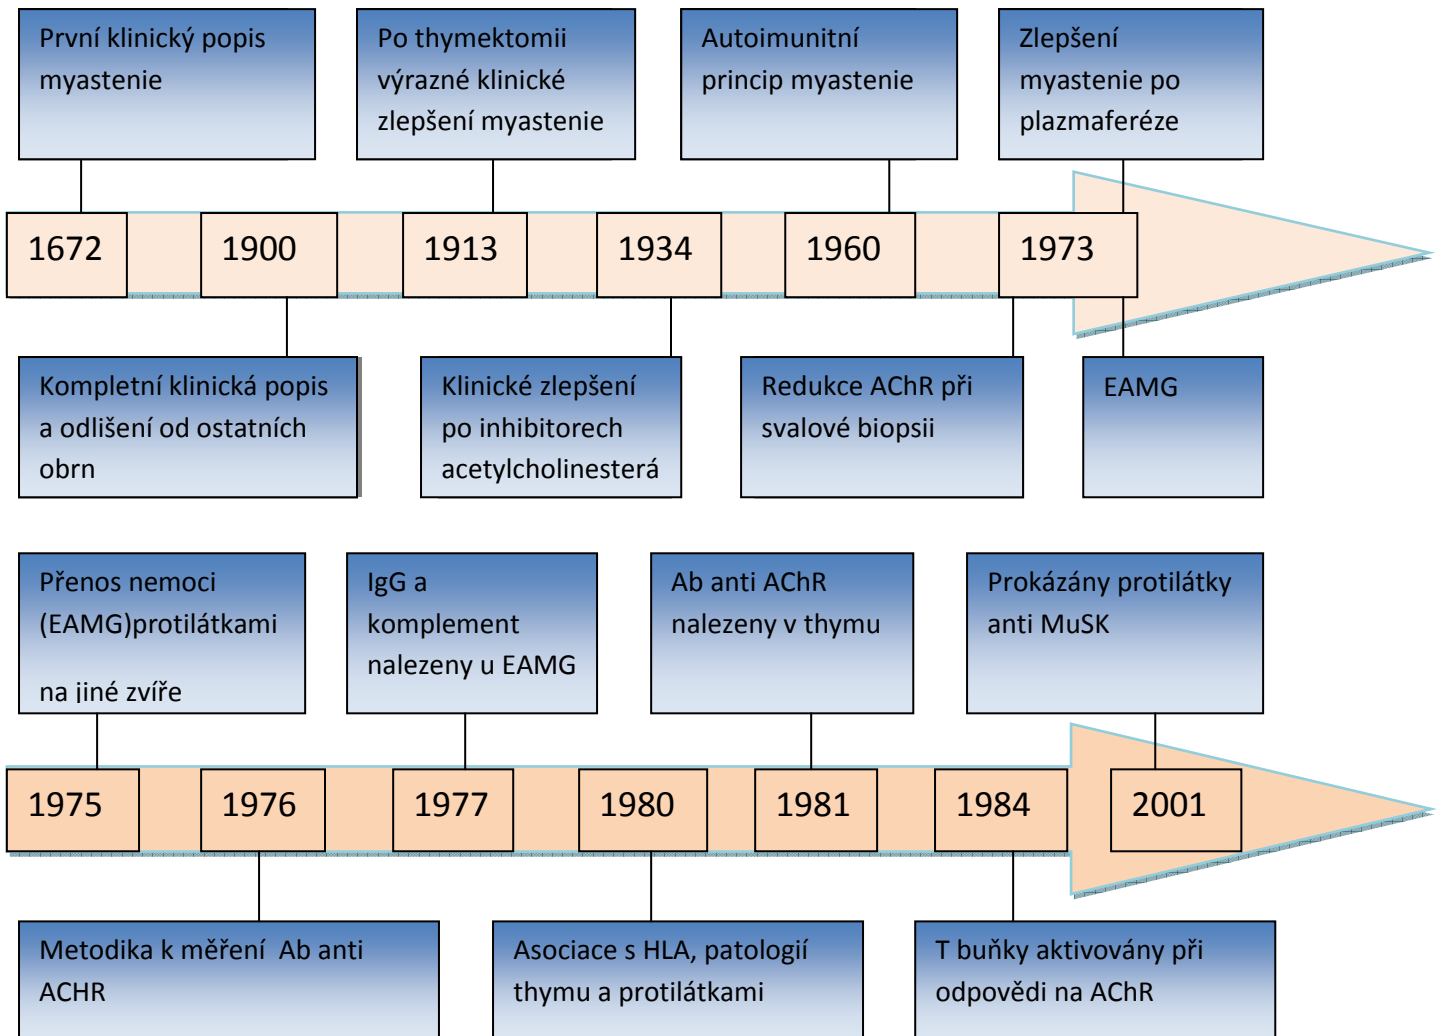 První klinický popis
myastenie
Po thymektomii
výrazné klinické
zlepšení myastenie
Autoimunitní
princip myastenie
Zlepšení
myastenie po
plazmaferéze
1672
1900
1913
1934
1960
1973
Kompletní klinická popis
a odlišení od ostatních
obrn
Klinické zlepšení
po inhibitorech
acetylcholinesterá
Redukce AChR při
svalové biopsii
EAMG
Přenos nemoci
(EAMG)protilátkami
na jiné zvíře
IgG a
komplement
nalezeny u EAMG
Ab anti AChR
nalezeny v thymu
Prokázány protilátky
anti MuSK
1975
1976
1977
1980
1981
1984
2001
Metodika k měření  Ab anti
ACHR
Asociace s HLA, patologií
thymu a protilátkami
T buňky aktivovány při
odpovědi na AChR